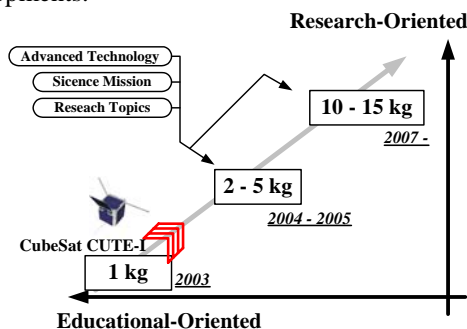 Research-Oriented
Advanced Technology
Sicence Mission
Reseach Topics
10 - 15 kg
2007 -
2 - 5 kg
2004 - 2005
CubeSat CUTE-I
1 kg
2003
Educational-Oriented